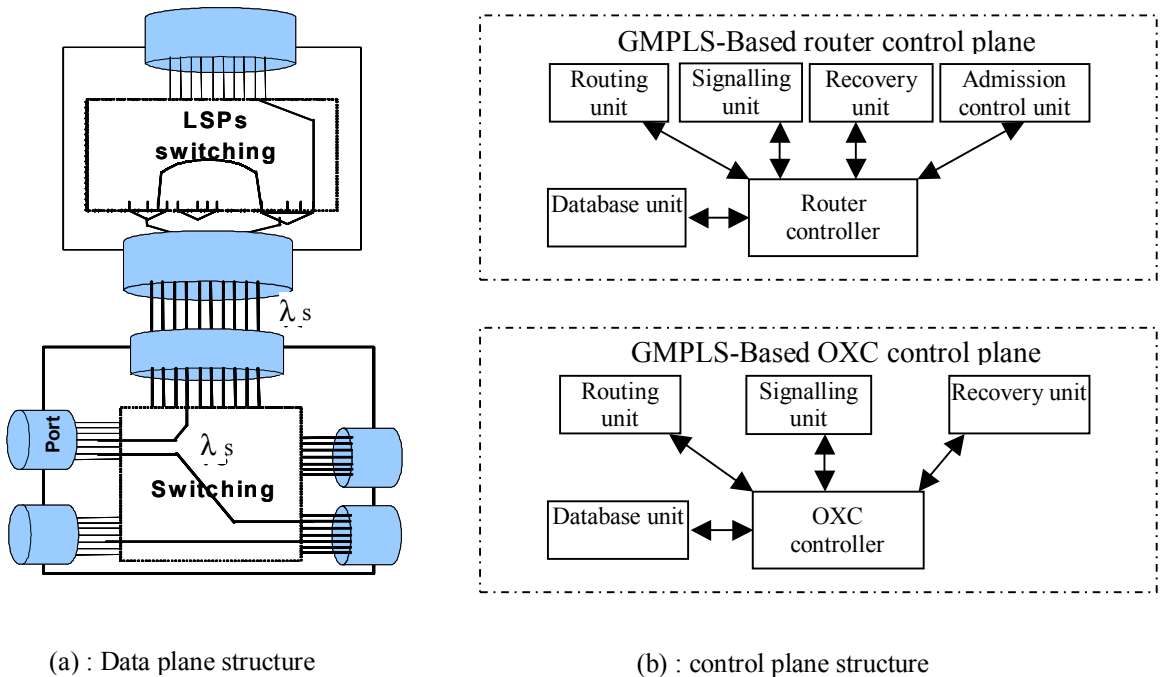 LSPs
switching
λ s
Port
λ s
Switching
(a) : Data plane structure
GMPLS-Based router control plane
Routing
unit
Signalling
unit
Recovery unit
Admission
control unit
Database unit
Router
controller
GMPLS-Based OXC control plane
Routing
unit
Signalling
unit
Recovery unit
Database unit
OXC
controller
(b) : control plane structure